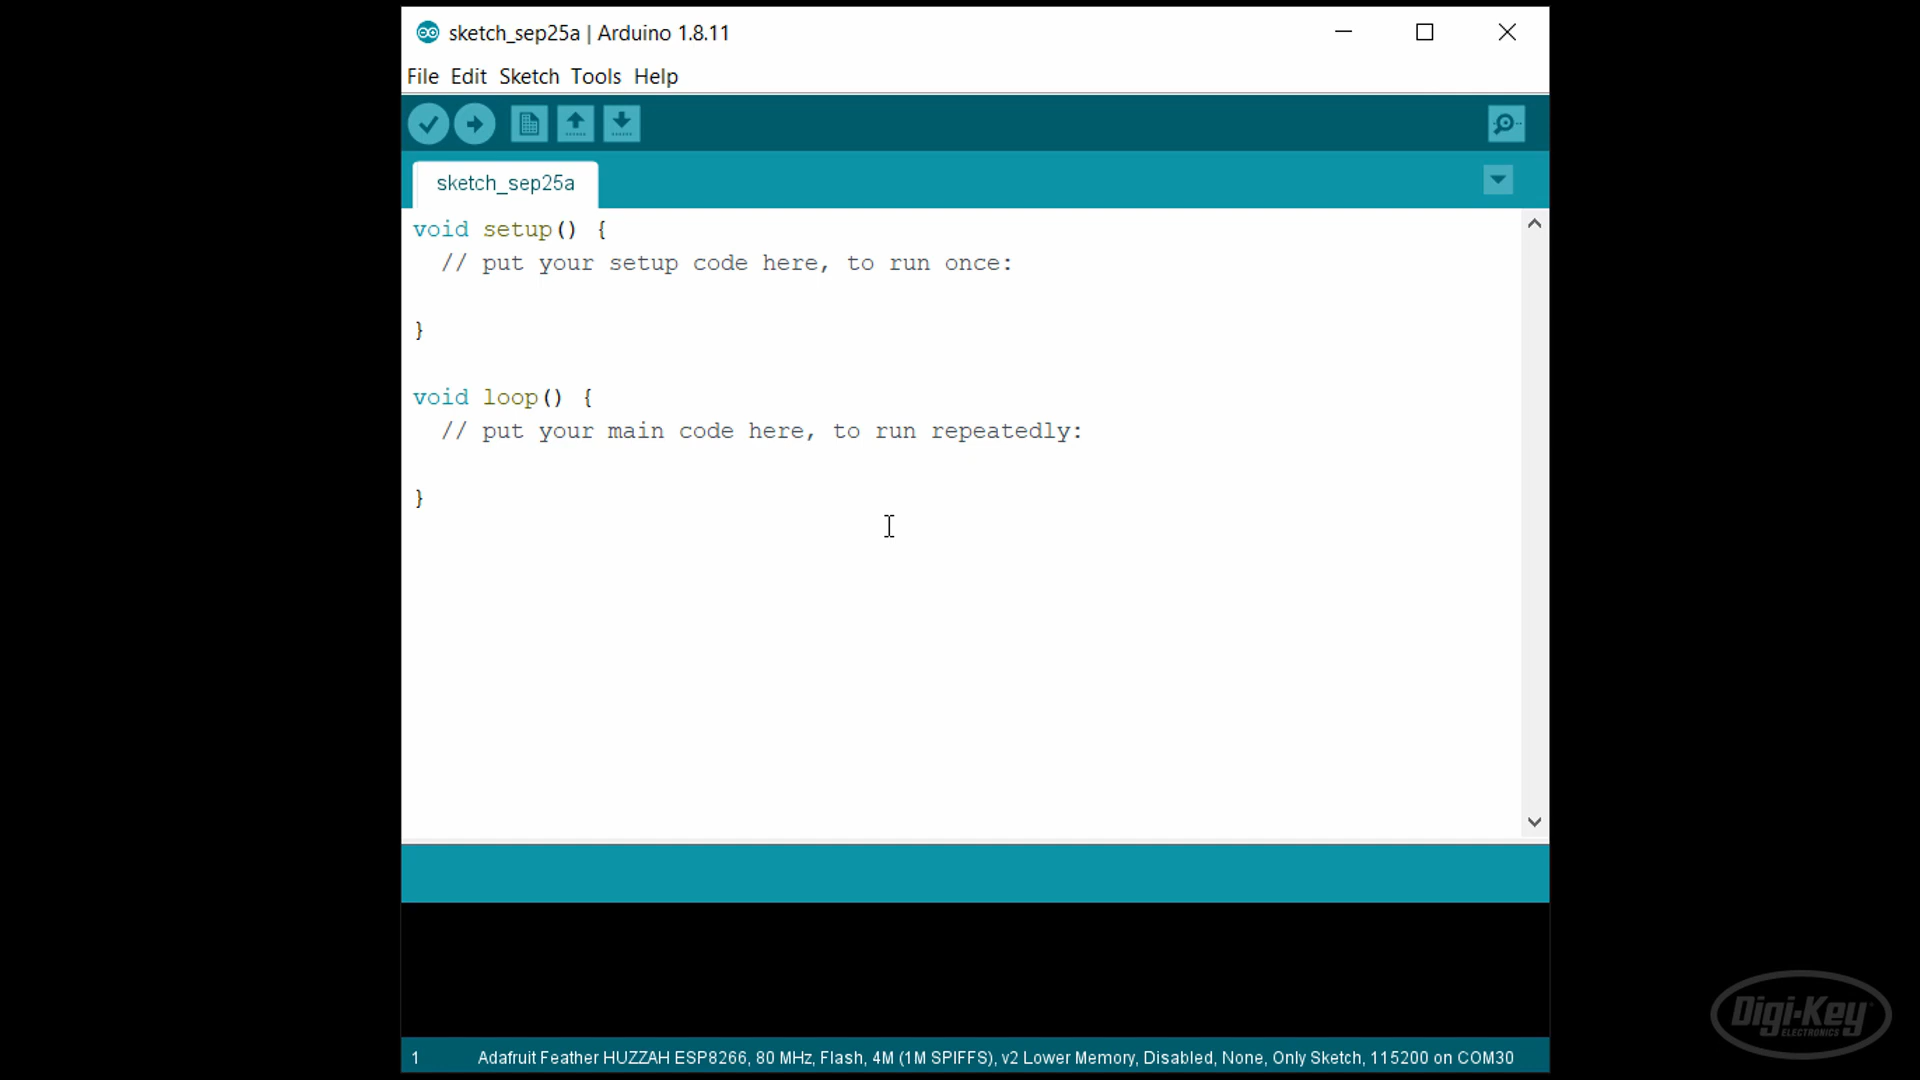 sketch_sep25a | Arduino 1.8.11
File Edit Sketch Tools Help
sketch_sep25a
void setup() {
// put your setup code here, to run once:
}
void loop() {
// put your main code here, to run repeatedly:
}
1 Adafruit Feather HUZZAH ESP8266, 80 MHz, Flash, 4M (1M SPIFFS), v2 Lower Memory, Disabled, None, Only Sketch, 115200 on COM30
Digi-Key
ELECTRONICS